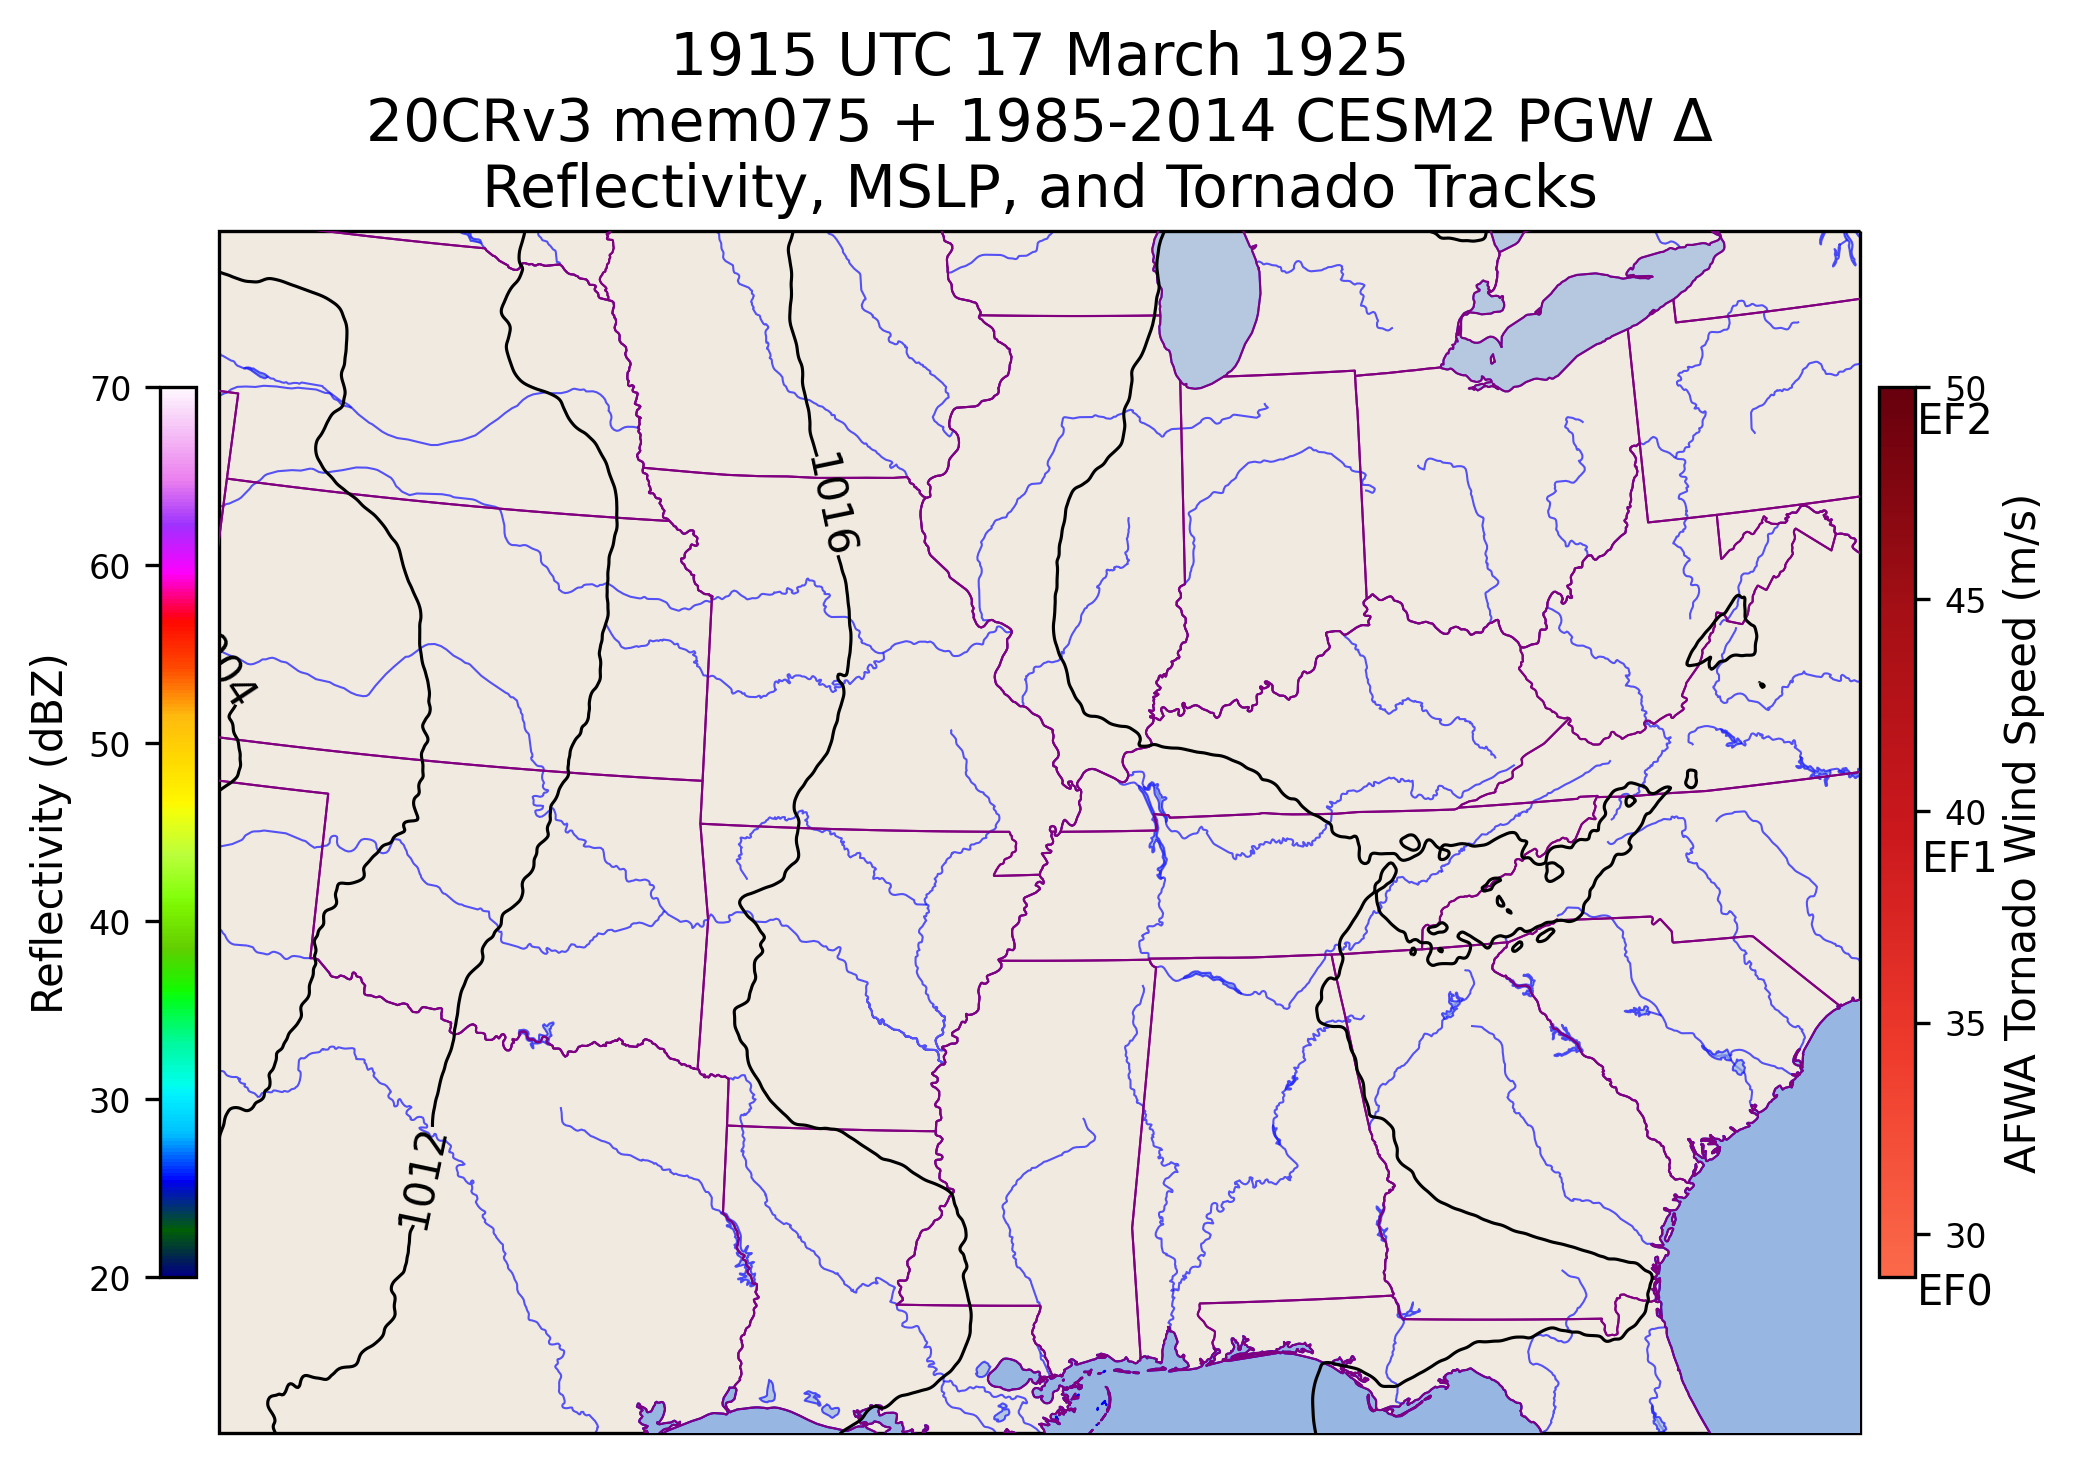 1915 UTC 17 March 1925
20CRv3 mem075 + 1985-2014 CESM2 PGW Δ
Reflectivity, MSLP, and Tornado Tracks
Reflectivity (dBZ)
70
60
50
40
30
20
1016
04
1012
50
EF2
45
40
EF1
35
30
EF0
AFWA Tornado Wind Speed (m/s)